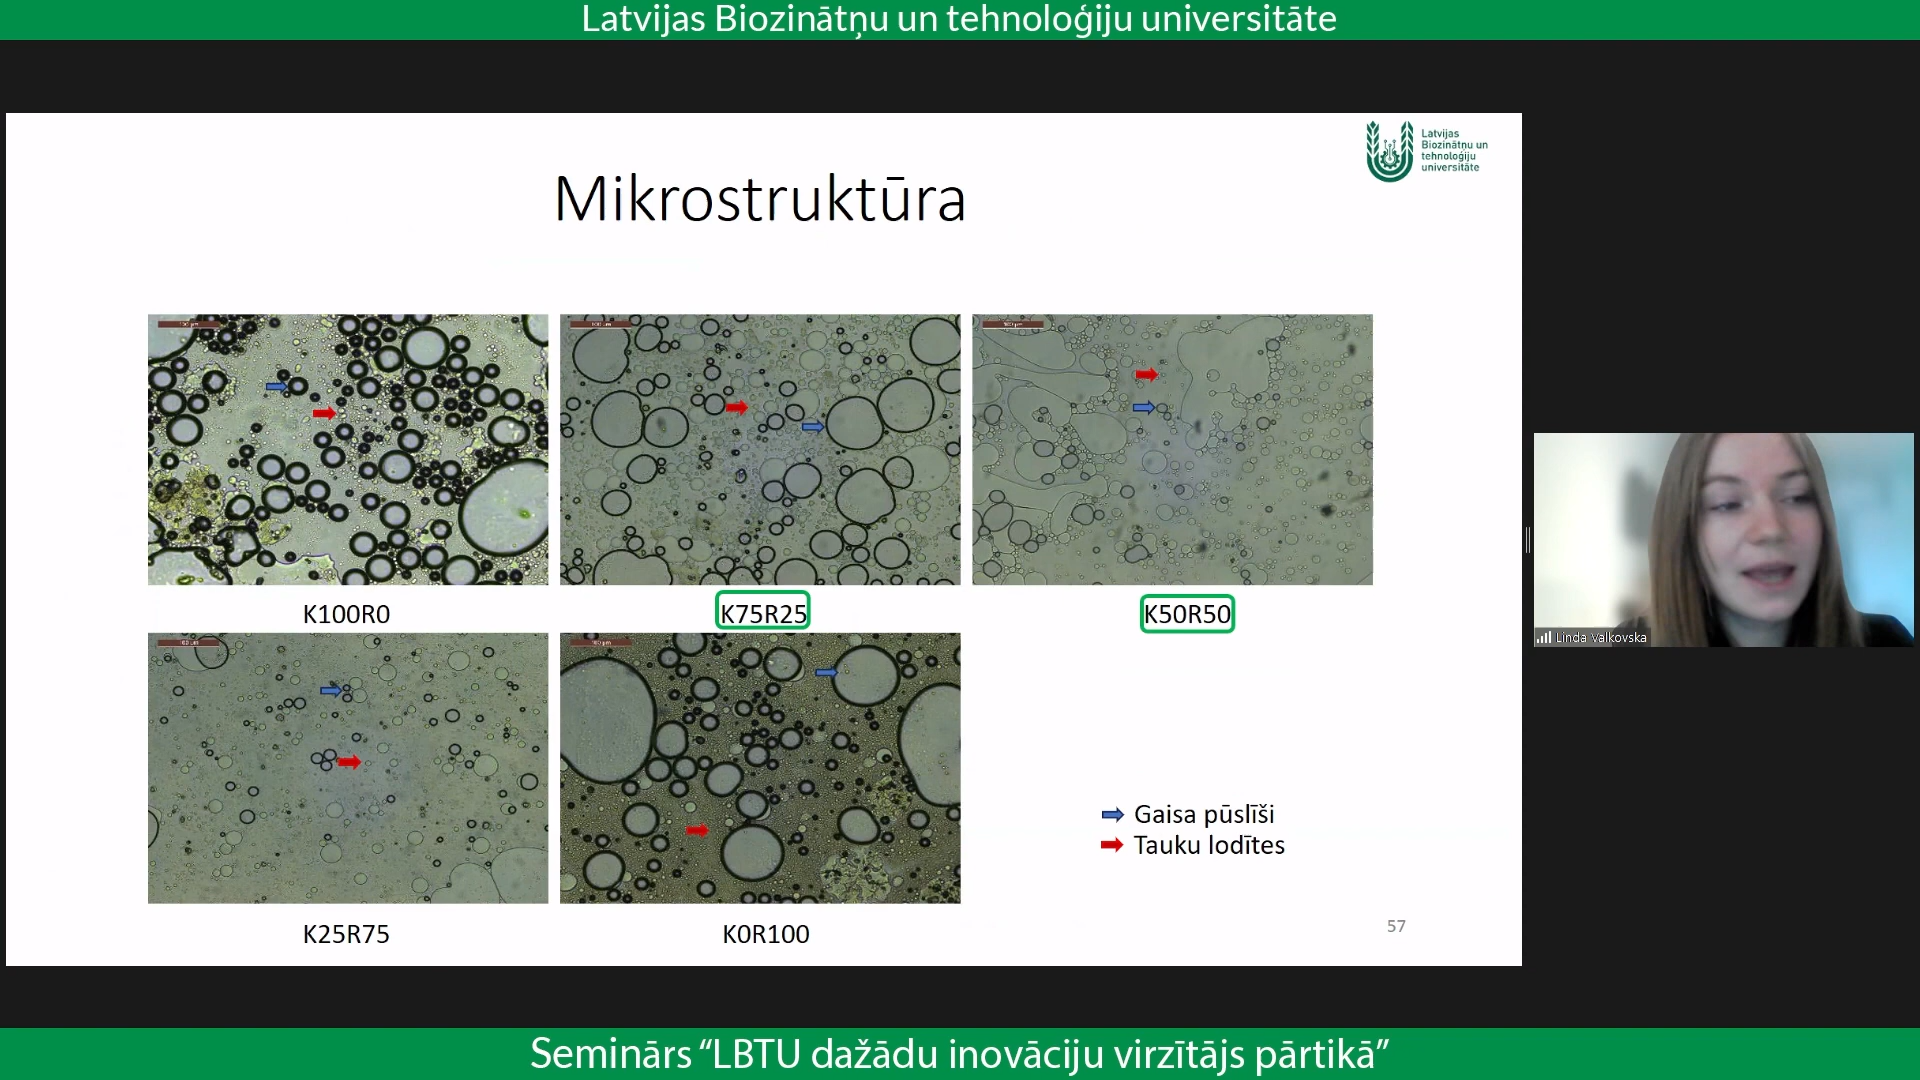 Latvijas Biozinātņu un tehnoloģiju universitāte
Latvijas
Biozinātņu un
tehnoloģiju
universitāte
Mikrostruktūra
K100R0
K75R25
K50R50
K25R75
K0R100
Gaisa pūslīši
Tauku lodītes
57
Linda Valkovska
Seminārs “LBTU dažādu inovāciju virzītājs pārtikā”